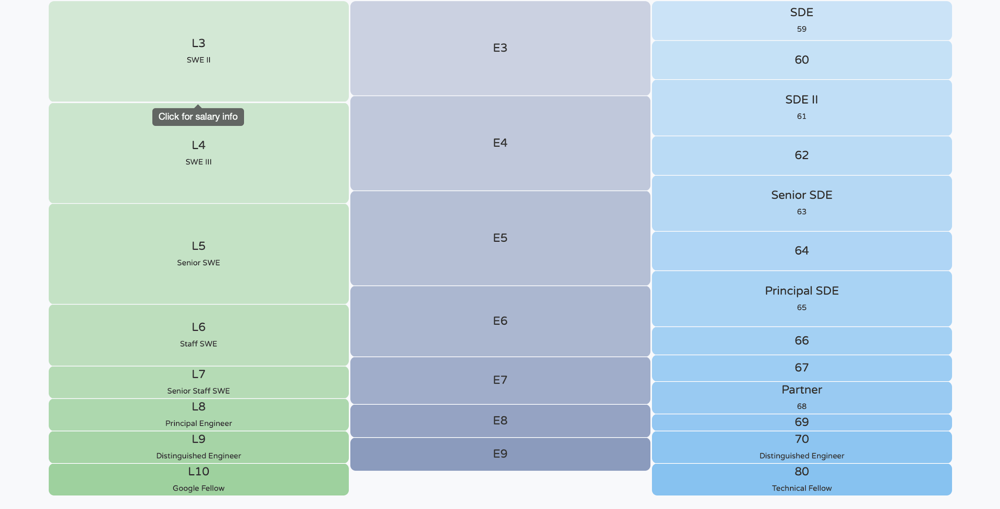 L3
SWE II
Click for salary info
L4
SWE III
L5
Senior SWE
L6
Staff SWE
L7
Senior Staff SWE
L8
Principal Engineer
L9
Distinguished Engineer
L10
Google Fellow
E3
E4
E5
E6
E7
E8
E9
SDE
59
60
SDE II
61
62
Senior SDE
63
64
Principal SDE
65
66
67
Partner
68
69
70
Distinguished Engineer
80
Technical Fellow